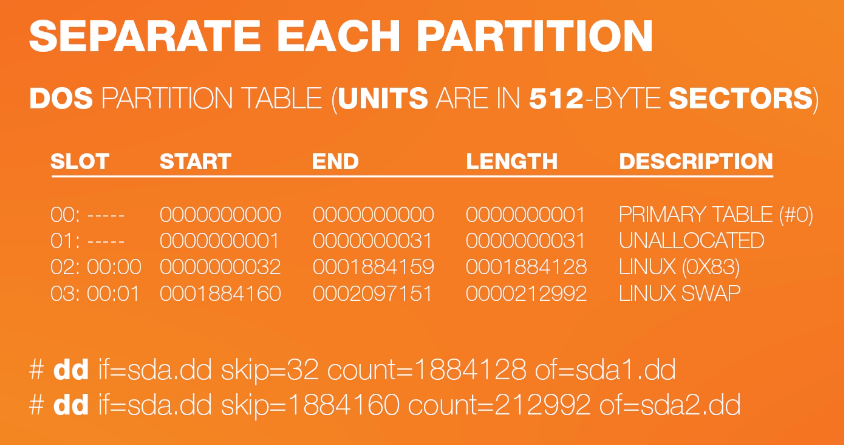 SEPARATE EACH PARTITION
DOS PARTITION TABLE (UNITS ARE IN 512-BYTE SECTORS)
SLOT START END LENGTH DESCRIPTION
00: ----- 0000000000 0000000000 0000000001 PRIMARY TABLE (#0)
01: ----- 0000000001 0000000031 0000000031 UNALLOCATED
02: 00:00 0000000032 0001884159 0001884128 LINUX (0X83)
03: 00:01 0001884160 0002097151 0000212992 LINUX SWAP
# dd if=sda.dd skip=32 count=1884128 of=sda1.dd
# dd if=sda.dd skip=1884160 count=212992 of=sda2.dd